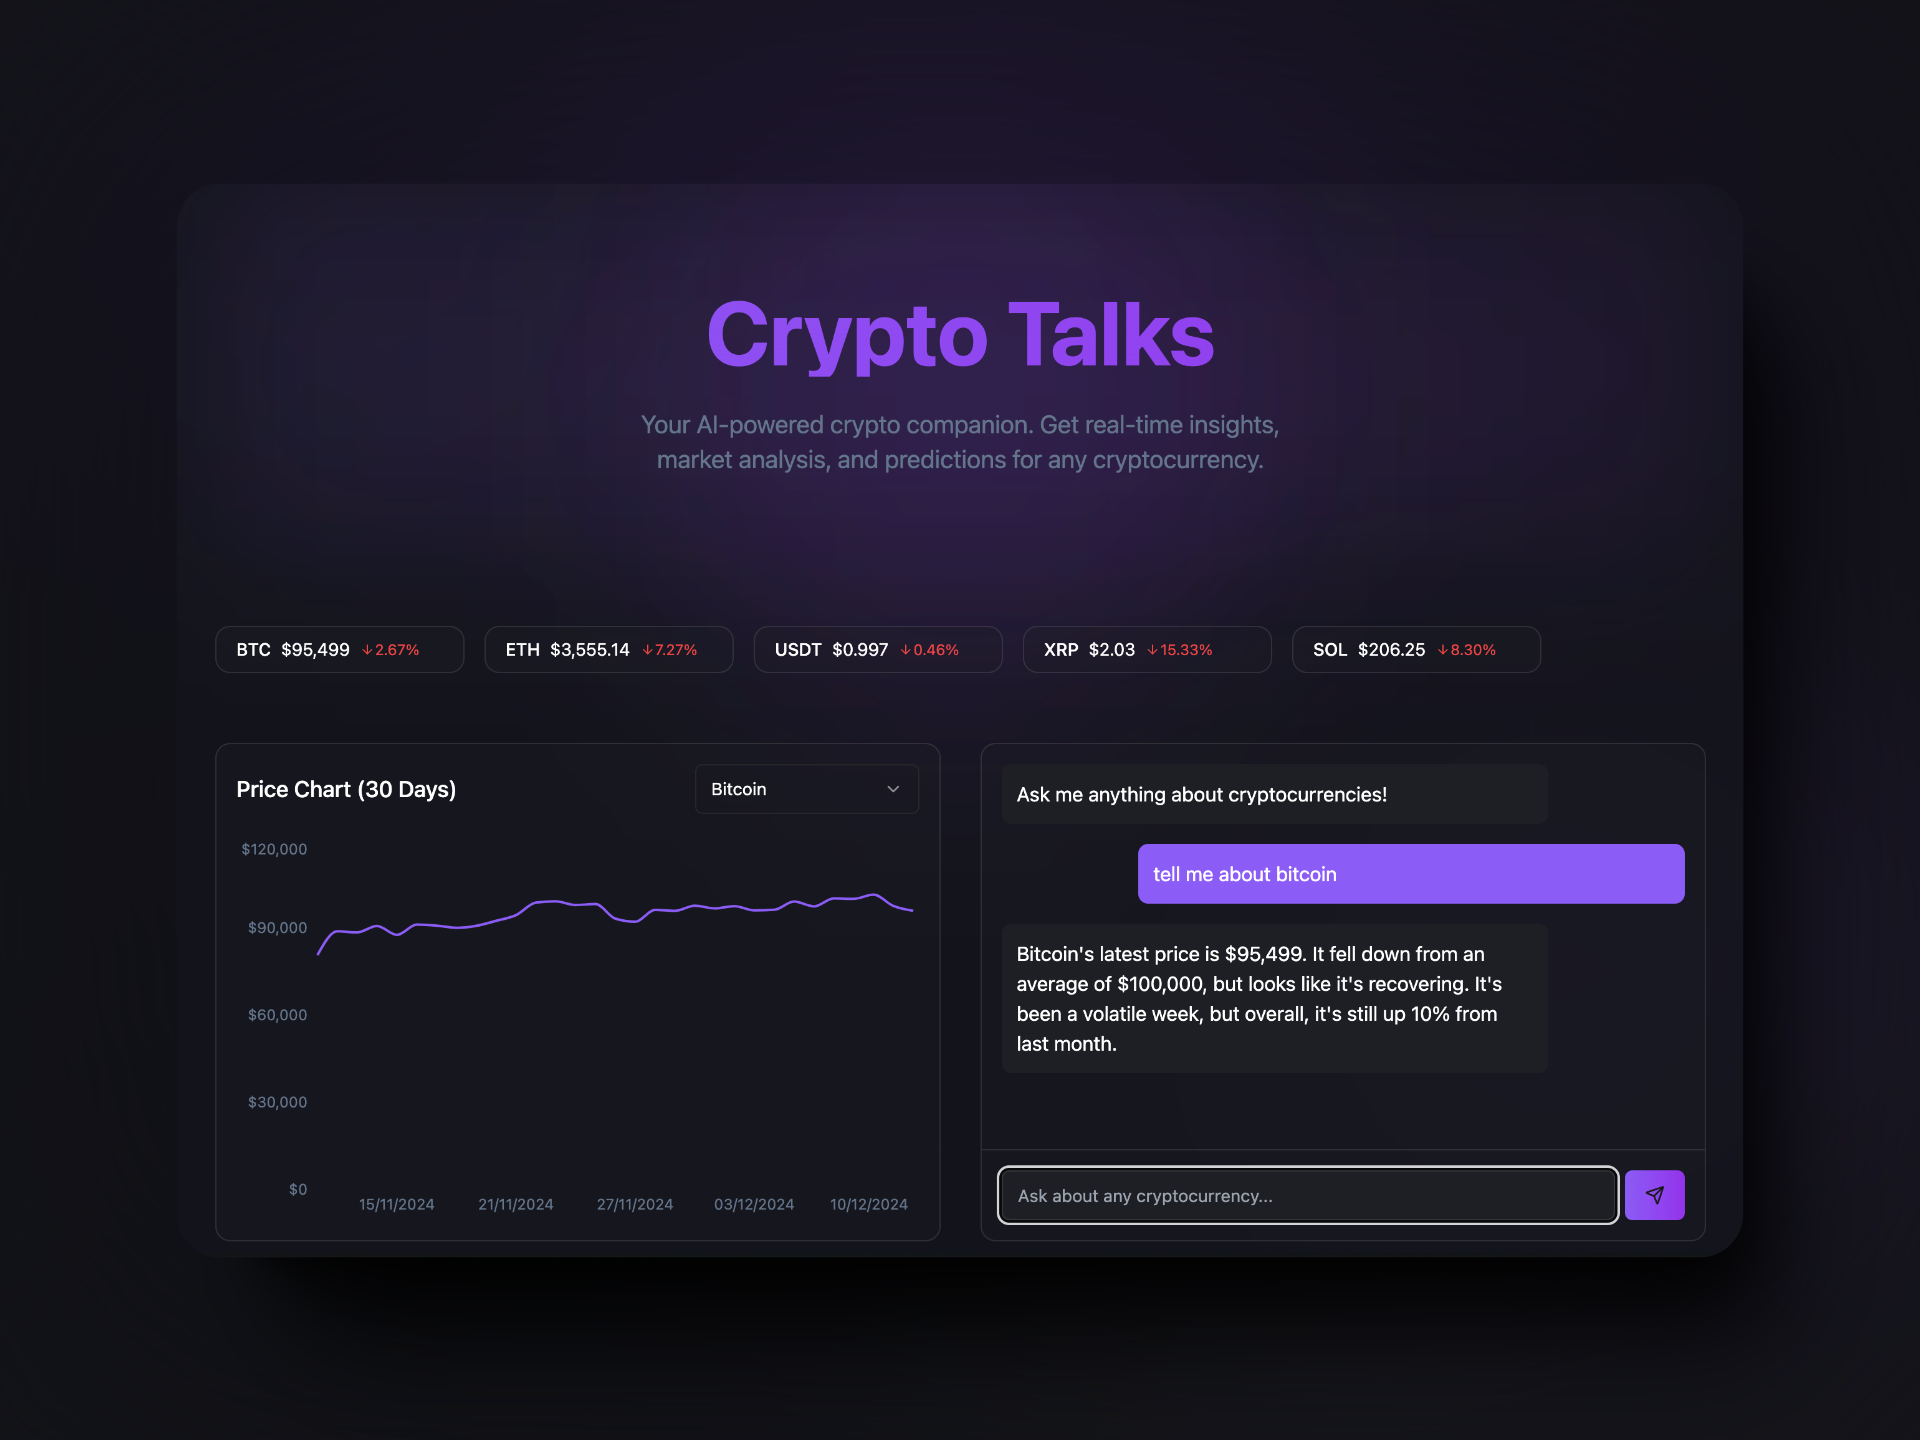 Crypto Talks
Your AI-powered crypto companion. Get real-time insights,
market analysis, and predictions for any cryptocurrency.
BTC $95,499 ↓2.67%
ETH $3,555.14 ↓7.27%
USDT $0.997 ↓0.46%
XRP $2.03 ↓15.33%
SOL $206.25 ↓8.30%
Price Chart (30 Days)
Bitcoin
$120,000
$90,000
$60,000
$30,000
$0
15/11/2024
21/11/2024
27/11/2024
03/12/2024
10/12/2024
Ask me anything about cryptocurrencies!
tell me about bitcoin
Bitcoin's latest price is $95,499. It fell down from an
average of $100,000, but looks like it's recovering. It's
been a volatile week, but overall, it's still up 10% from
last month.
Ask about any cryptocurrency...